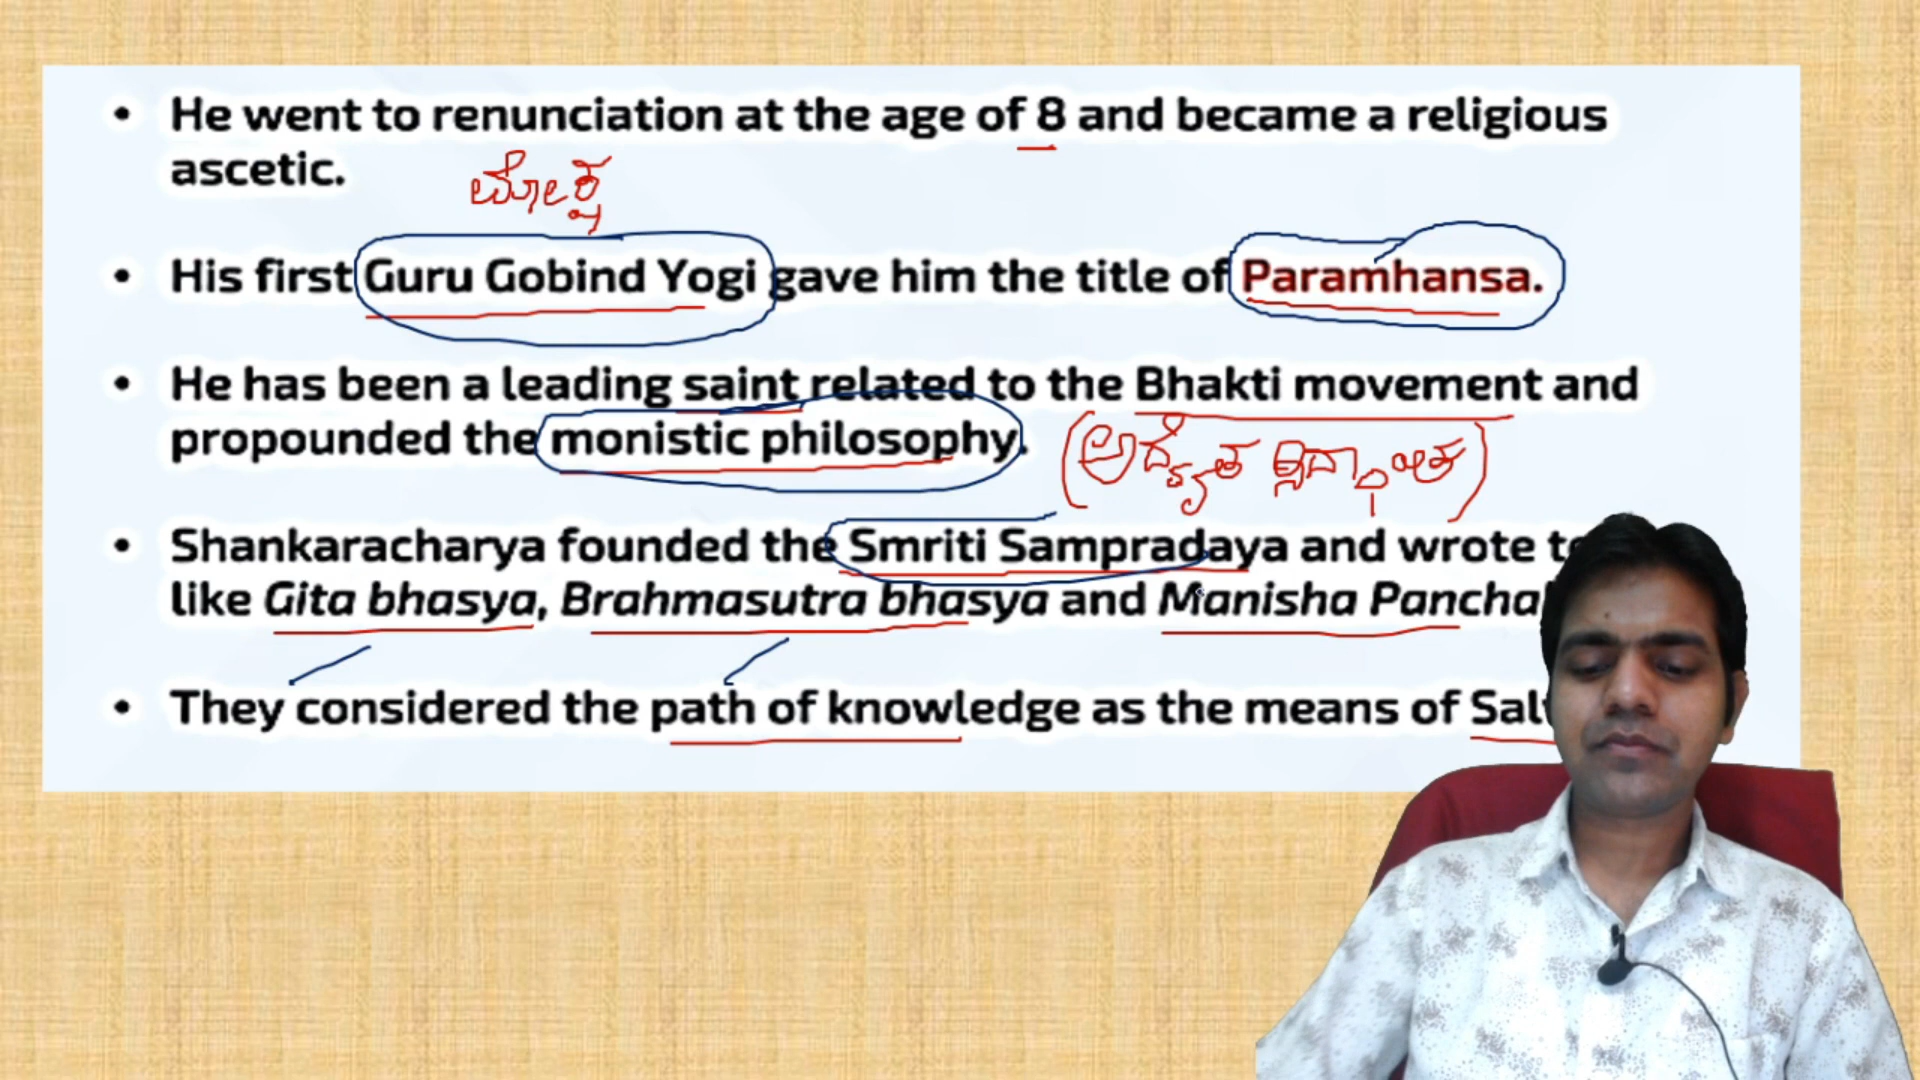 • He went to renunciation at the age of 8 and became a religious
ascetic.
ಮೋಕ್ಷ
• His first Guru Gobind Yogi gave him the title of Paramhansa.
• He has been a leading saint related to the Bhakti movement and
propounded the monistic philosophy.
(ಅದ್ವೈತ ಸಿದ್ಧಾಂತ)
• Shankaracharya founded the Smriti Sampradaya and wrote
like Gita bhasya, Brahmasutra bhasya and Manisha
• They considered the path of knowledge as the means of